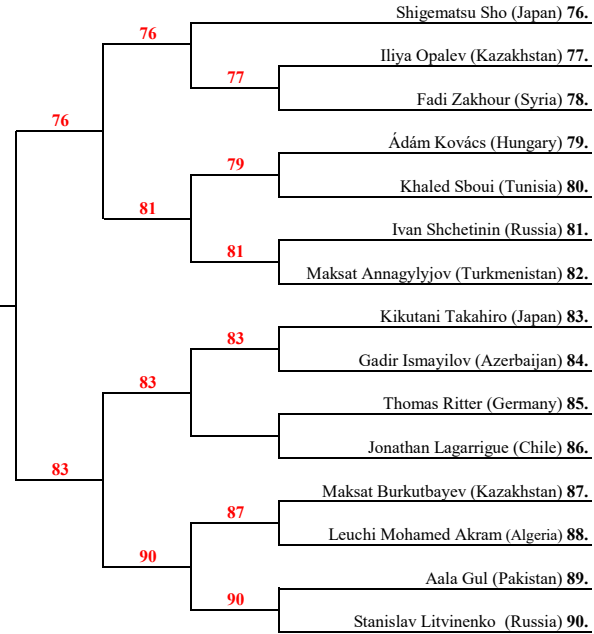 Shigematsu Sho (Japan) 76.
76
Iliya Opalev (Kazakhstan) 77.
77
Fadi Zakhour (Syria) 78.
76
Ádám Kovács (Hungary) 79.
79
Khaled Sboui (Tunisia) 80.
81
Ivan Shchetinin (Russia) 81.
81
Maksat Annagylyjov (Turkmenistan) 82.
Kikutani Takahiro (Japan) 83.
83
Gadir Ismayilov (Azerbaijan) 84.
83
Thomas Ritter (Germany) 85.
Jonathan Lagarrigue (Chile) 86.
83
Maksat Burkutbayev (Kazakhstan) 87.
87
Leuchi Mohamed Akram (Algeria) 88.
90
Aala Gul (Pakistan) 89.
90
Stanislav Litvinenko (Russia) 90.